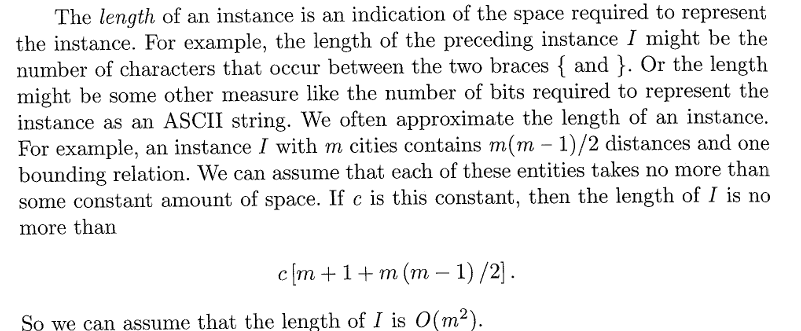 The length of an instance is an indication of the space required to represent
the instance. For example, the length of the preceding instance I might be the
number of characters that occur between the two braces { and }. Or the length
might be some other measure like the number of bits required to represent the
instance as an ASCII string. We often approximate the length of an instance.
For example, an instance I with m cities contains m(m − 1)/2 distances and one
bounding relation. We can assume that each of these entities takes no more than
some constant amount of space. If c is this constant, then the length of I is no
more than
c [m + 1 + m (m − 1) /2] .
So we can assume that the length of I is O(m²).